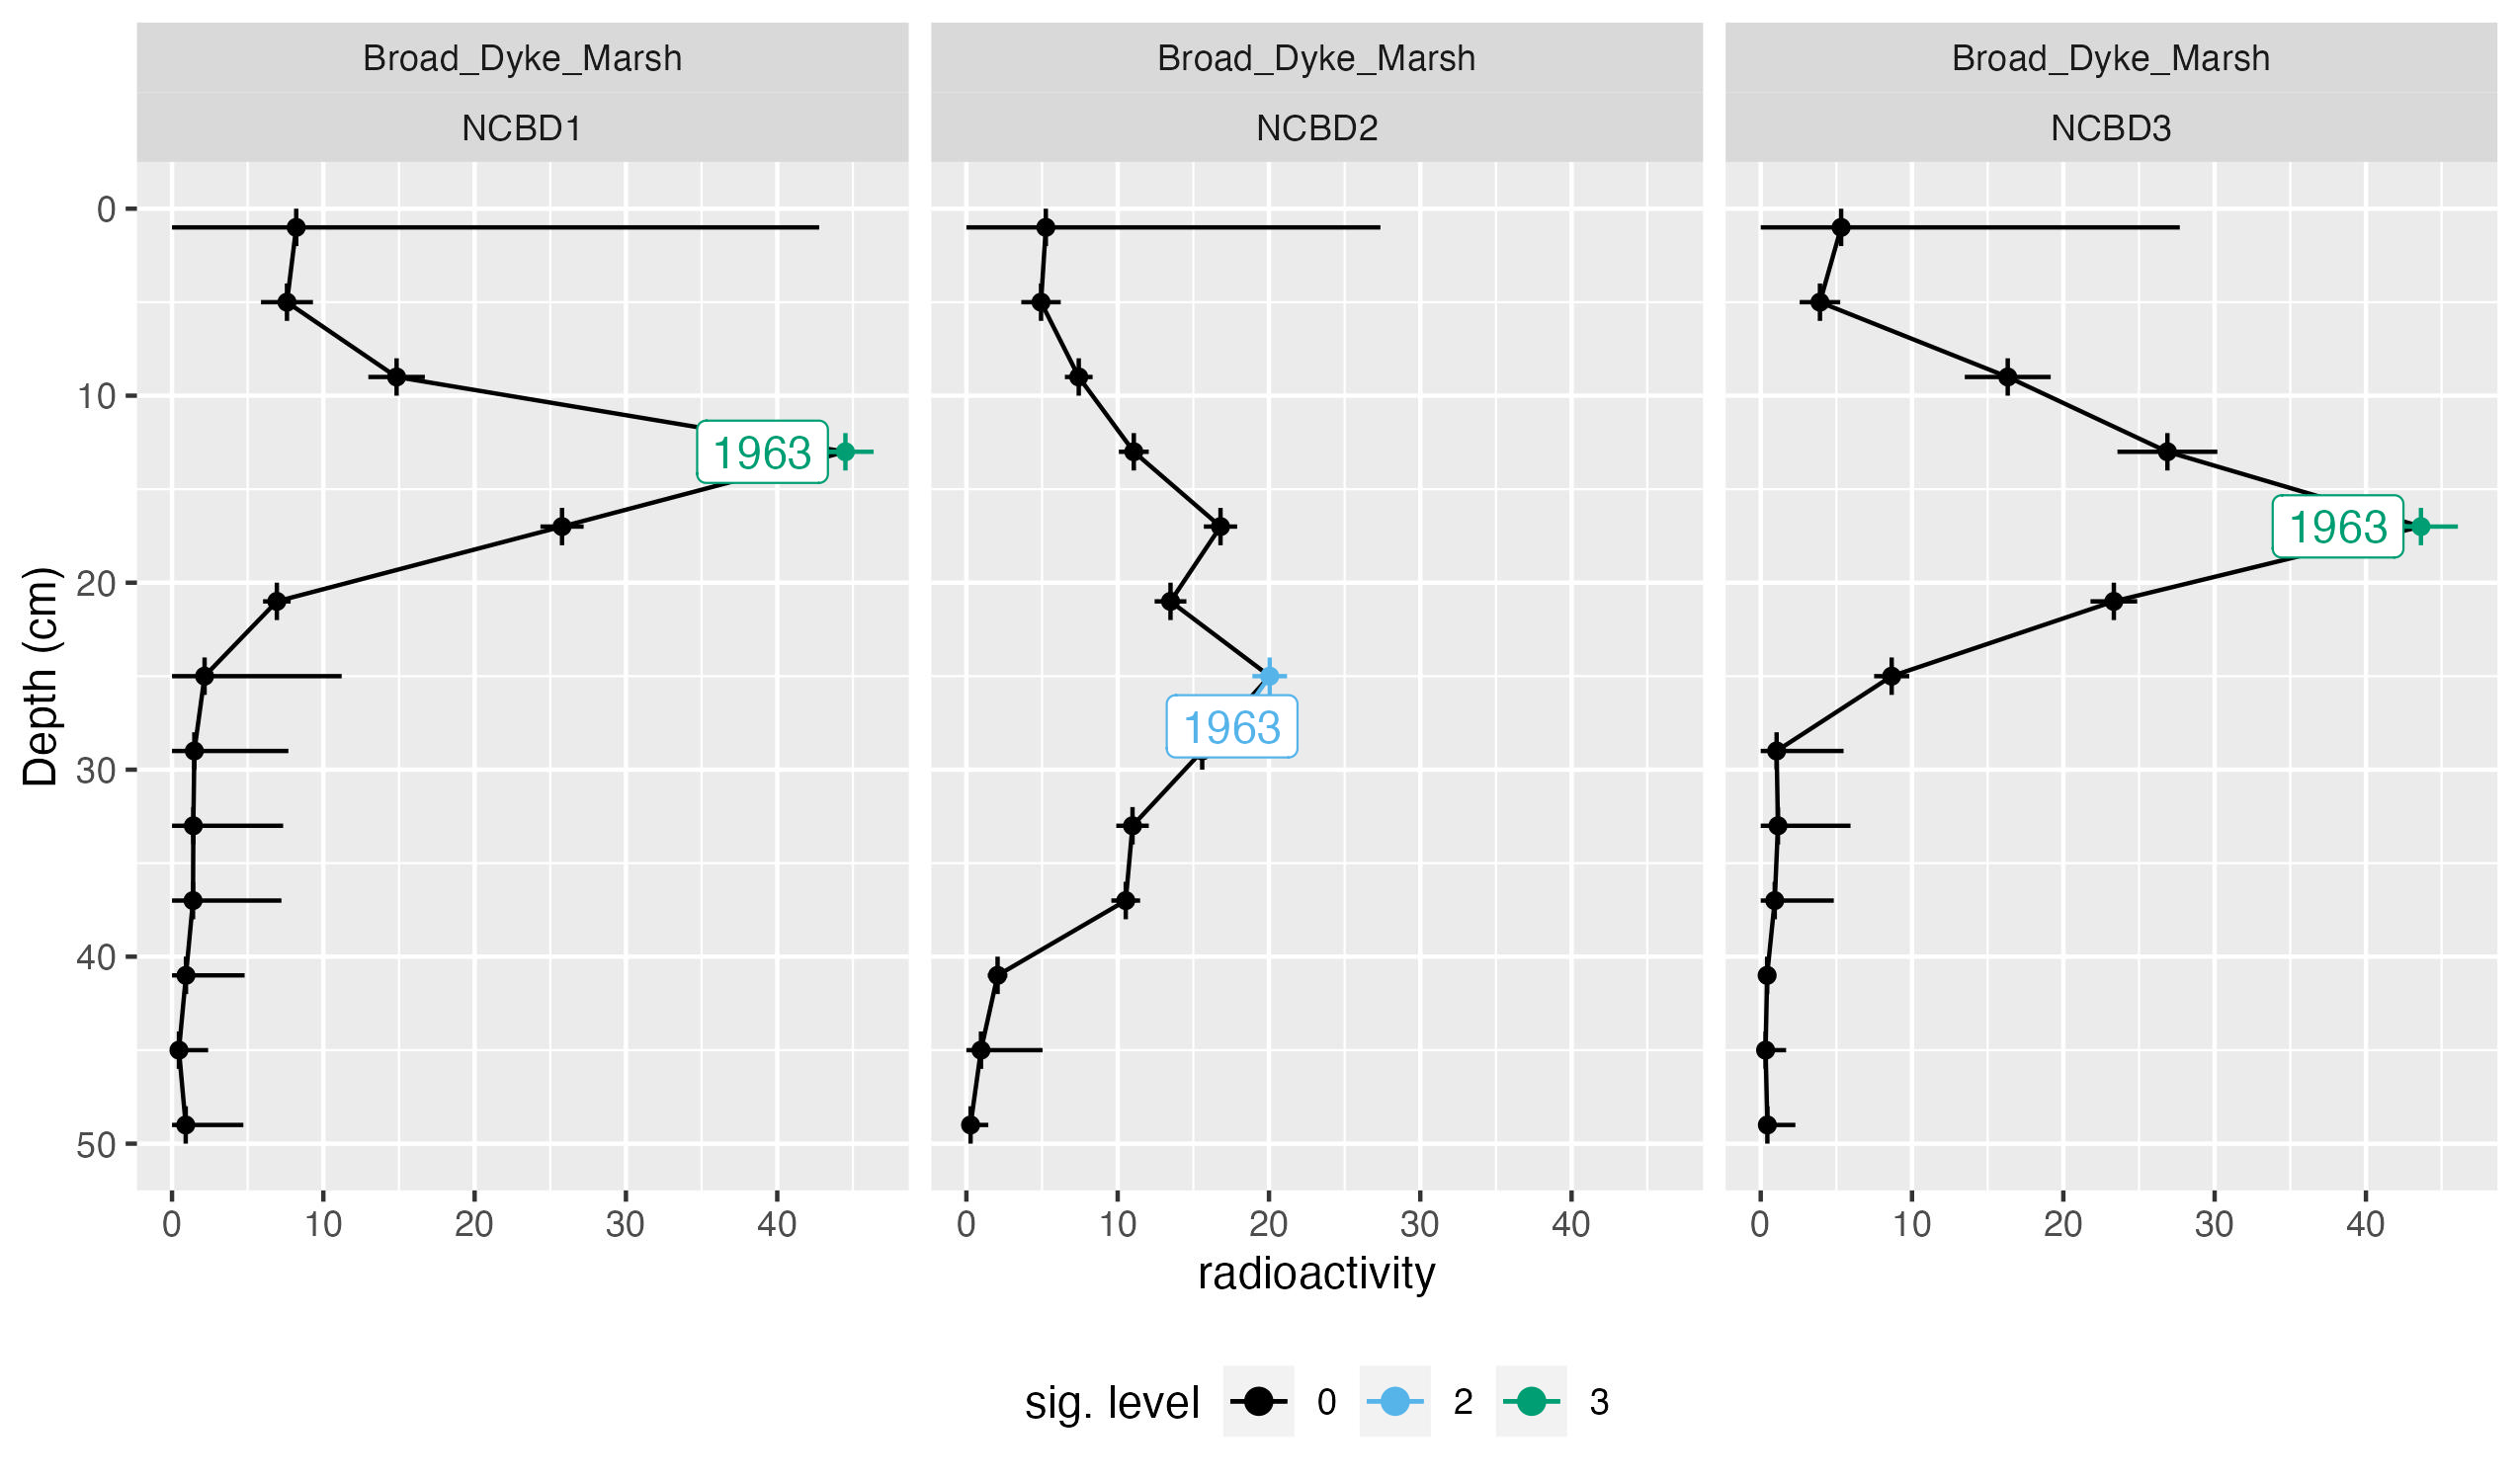 Broad_Dyke_Marsh Broad_Dyke_Marsh Broad_Dyke_Marsh
NCBD1 NCBD2 NCBD3
Depth (cm)
0
10
20
30
40
50
1963
1963
1963
0 10 20 30 40 0 10 20 30 40 0 10 20 30 40
radioactivity
sig. level 0 2 3